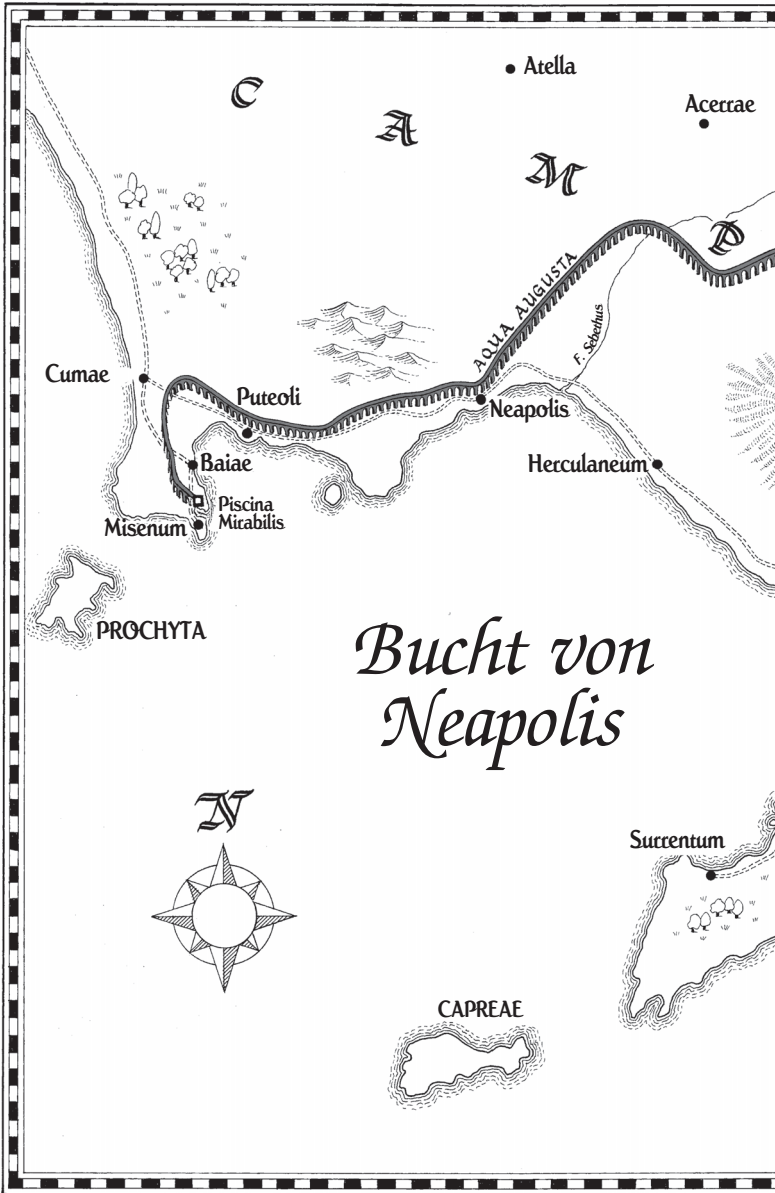 Atella
C
A
Acerrae
M
P
AQUA AUGUSTA
F. Sebethus
Cumae
Puteoli
Neapolis
Baiae
Herculaneum
Piscina
Mirabilis
Misenum
PROCHYTA
Bucht von
Neapolis
N
Surrentum
CAPREAE